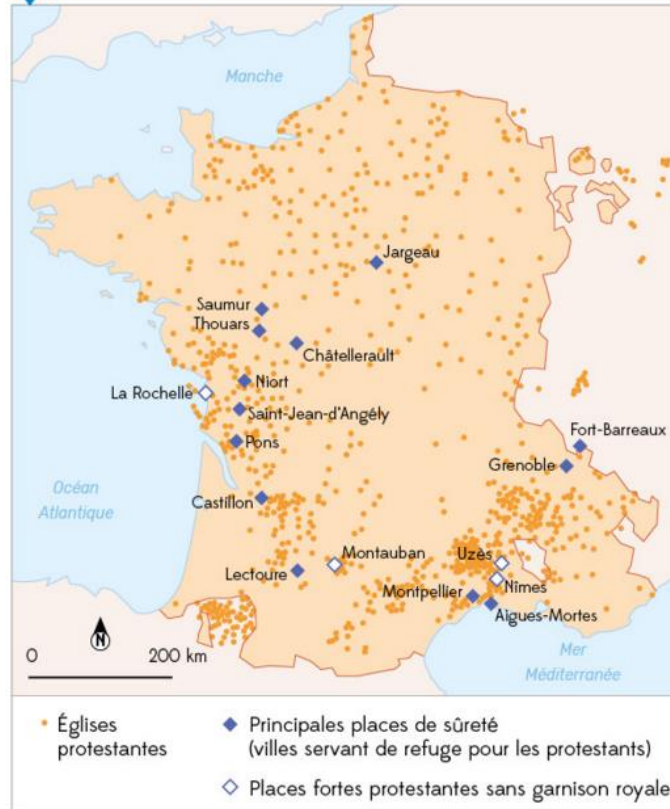 Manche
Jargeau
Saumur
Thouars
Châtellerault
Niort
La Rochelle
Saint-Jean-d'Angély
Pons
Fort-Barreaux
Grenoble
Océan
Atlantique
Castillon
Montauban
Uzès
Lectoure
Montpellier
Nîmes
Aigues-Mortes
N
0 200 km
Mer
Méditerranée
Églises
protestantes
Principales places de sûreté
(villes servant de refuge pour les protestants)
Places fortes protestantes sans garnison royale